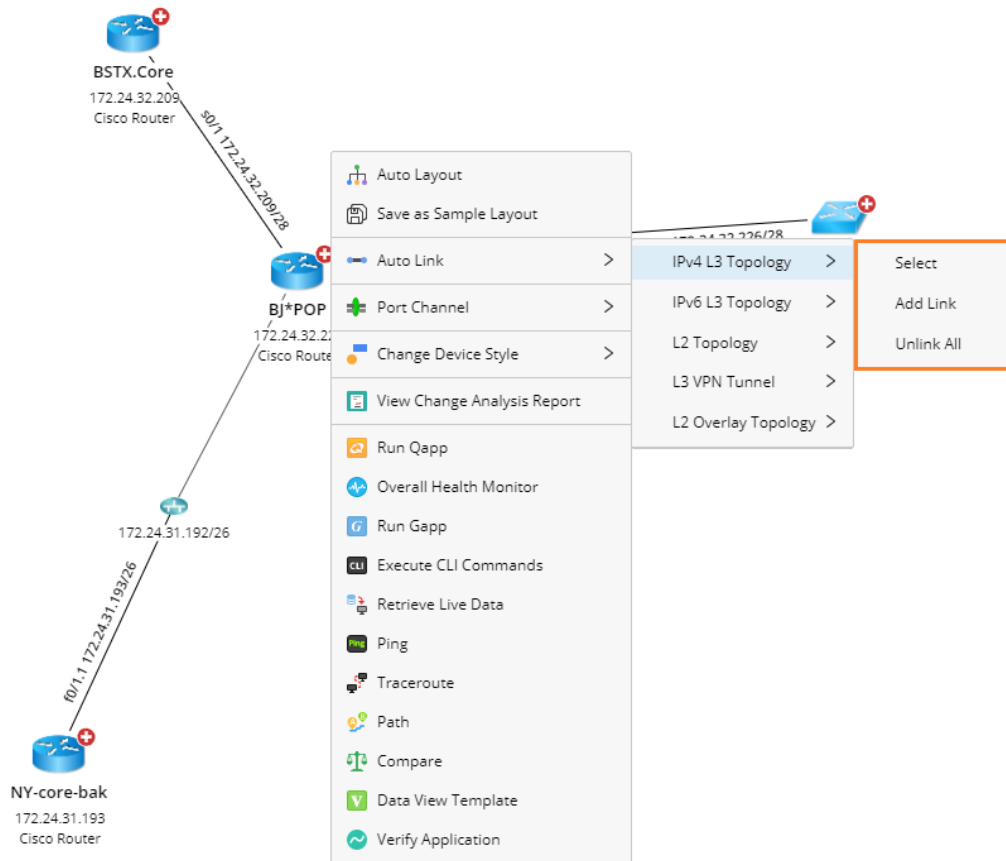 BSTX.Core
172.24.32.209
Cisco Router
s0/1 172.24.32.209/28
BJ*POP
172.24.32.22
Cisco Route
172.24.31.192/26
f0/1.1 172.24.31.193/26
NY-core-bak
172.24.31.193
Cisco Router
Auto Layout
Save as Sample Layout
Auto Link
Port Channel
Change Device Style
View Change Analysis Report
Run Qapp
Overall Health Monitor
Run Gapp
CLI Execute CLI Commands
Retrieve Live Data
Ping Ping
Traceroute
Path
Compare
V Data View Template
Verify Application
IPv4 L3 Topology
IPv6 L3 Topology
L2 Topology
L3 VPN Tunnel
L2 Overlay Topology
Select
Add Link
Unlink All